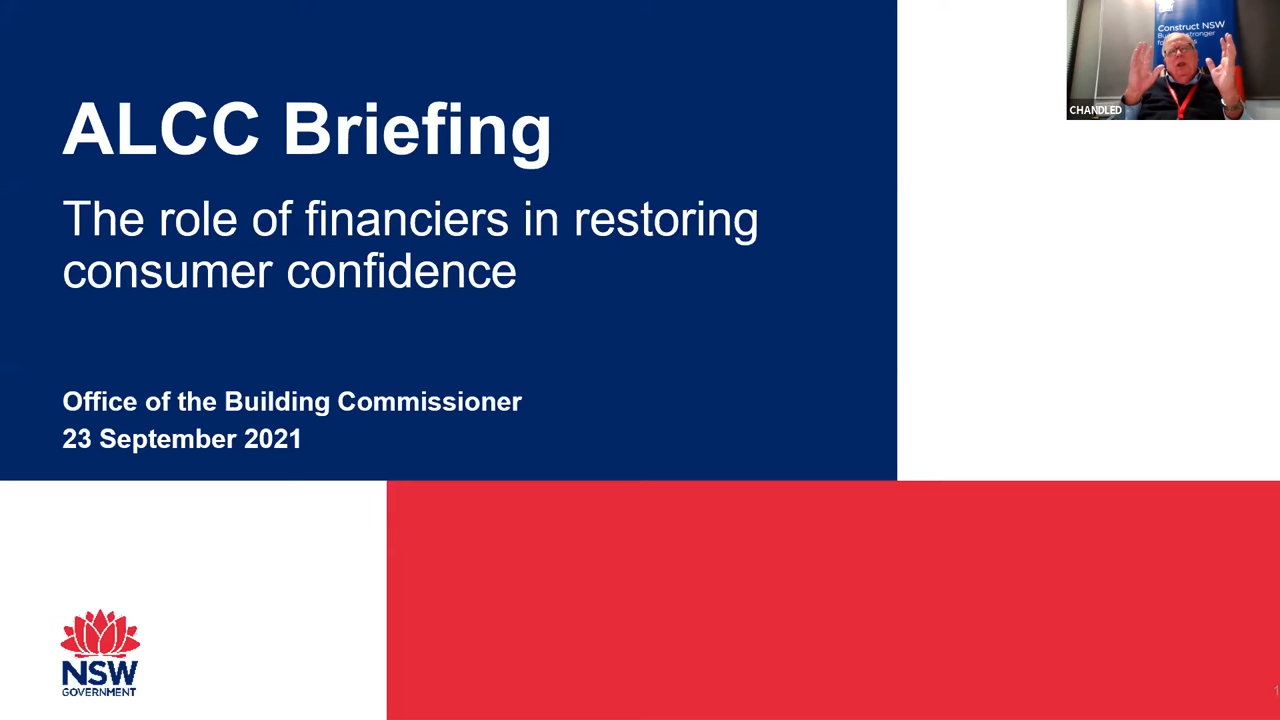 ALCC Briefing
The role of financiers in restoring
consumer confidence
Office of the Building Commissioner
23 September 2021
NSW
GOVERNMENT
Construct NSW
CHANDLED
1